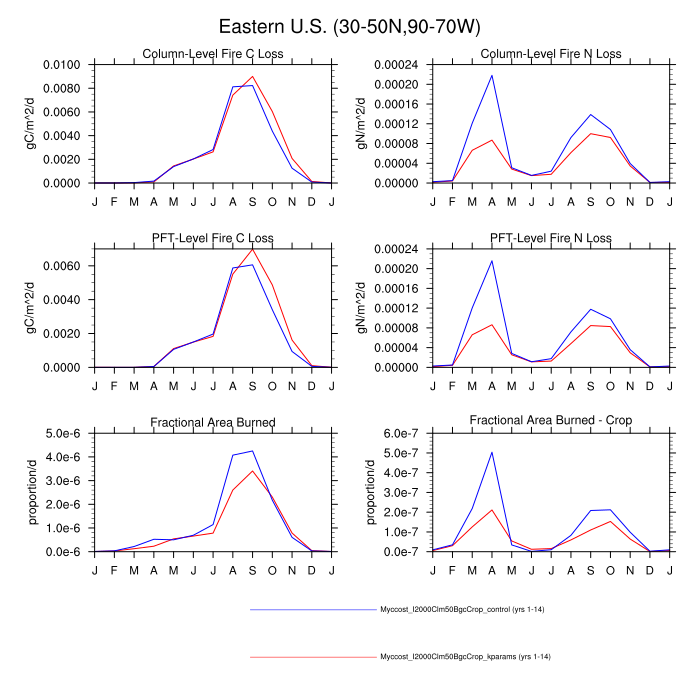 Eastern U.S. (30-50N,90-70W)
Column-Level Fire C Loss
gC/m^2/d
0.0100
0.0080
0.0060
0.0040
0.0020
0.0000
J F M A M J J A S O N D J
Column-Level Fire N Loss
gN/m^2/d
0.00024
0.00016
0.00012
0.00008
0.00004
0.00000
J F M A M J J A S O N D J
PFT-Level Fire C Loss
gC/m^2/d
0.0060
0.0040
0.0020
0.0000
J F M A M J J A S O N D J
PFT-Level Fire N Loss
gN/m^2/d
0.00024
0.00020
0.00016
0.00012
0.00008
0.00004
0.00000
J F M A M J J A S O N D J
Fractional Area Burned
proportion/d
5.0e-6
4.0e-6
3.0e-6
2.0e-6
1.0e-6
0.0e-6
J F M A M J J A S O N D J
Fractional Area Burned - Crop
proportion/d
6.0e-7
5.0e-7
4.0e-7
3.0e-7
2.0e-7
1.0e-7
0.0e-7
J F M A M J J A S O N D J
Myccost_I2000Clm50BgcCrop_control (yrs 1-14)
Myccost_I2000Clm50BgcCrop_kparams (yrs 1-14)